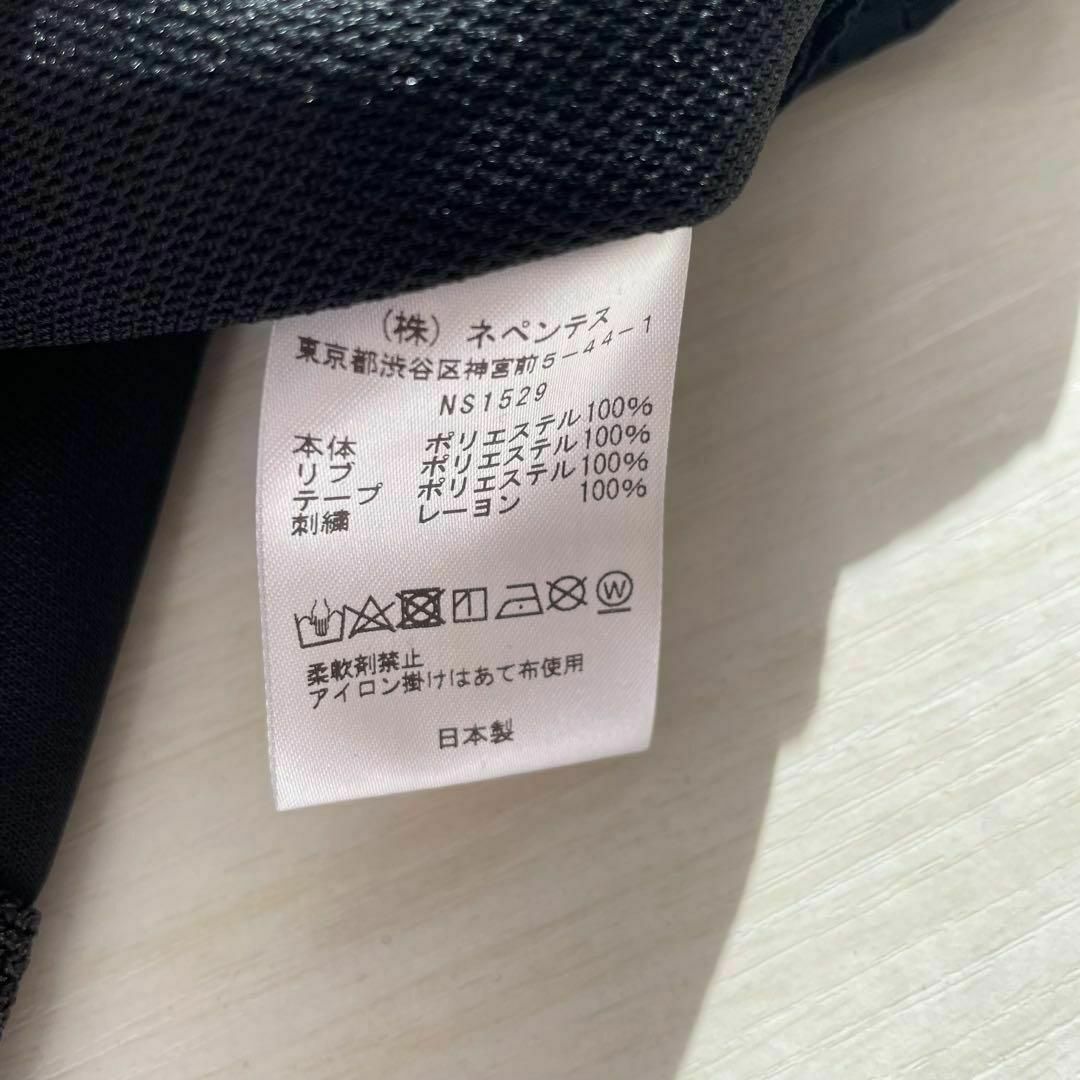 (株) ネペンテス
東京都渋谷区神宮前5-44-1
NS1529
本体 ポリエステル100%
リブ ポリエステル100%
テープ ポリエステル100%
刺繍 レーヨン 100%
W
柔軟剤禁止
アイロン掛けはあて布使用
日本製